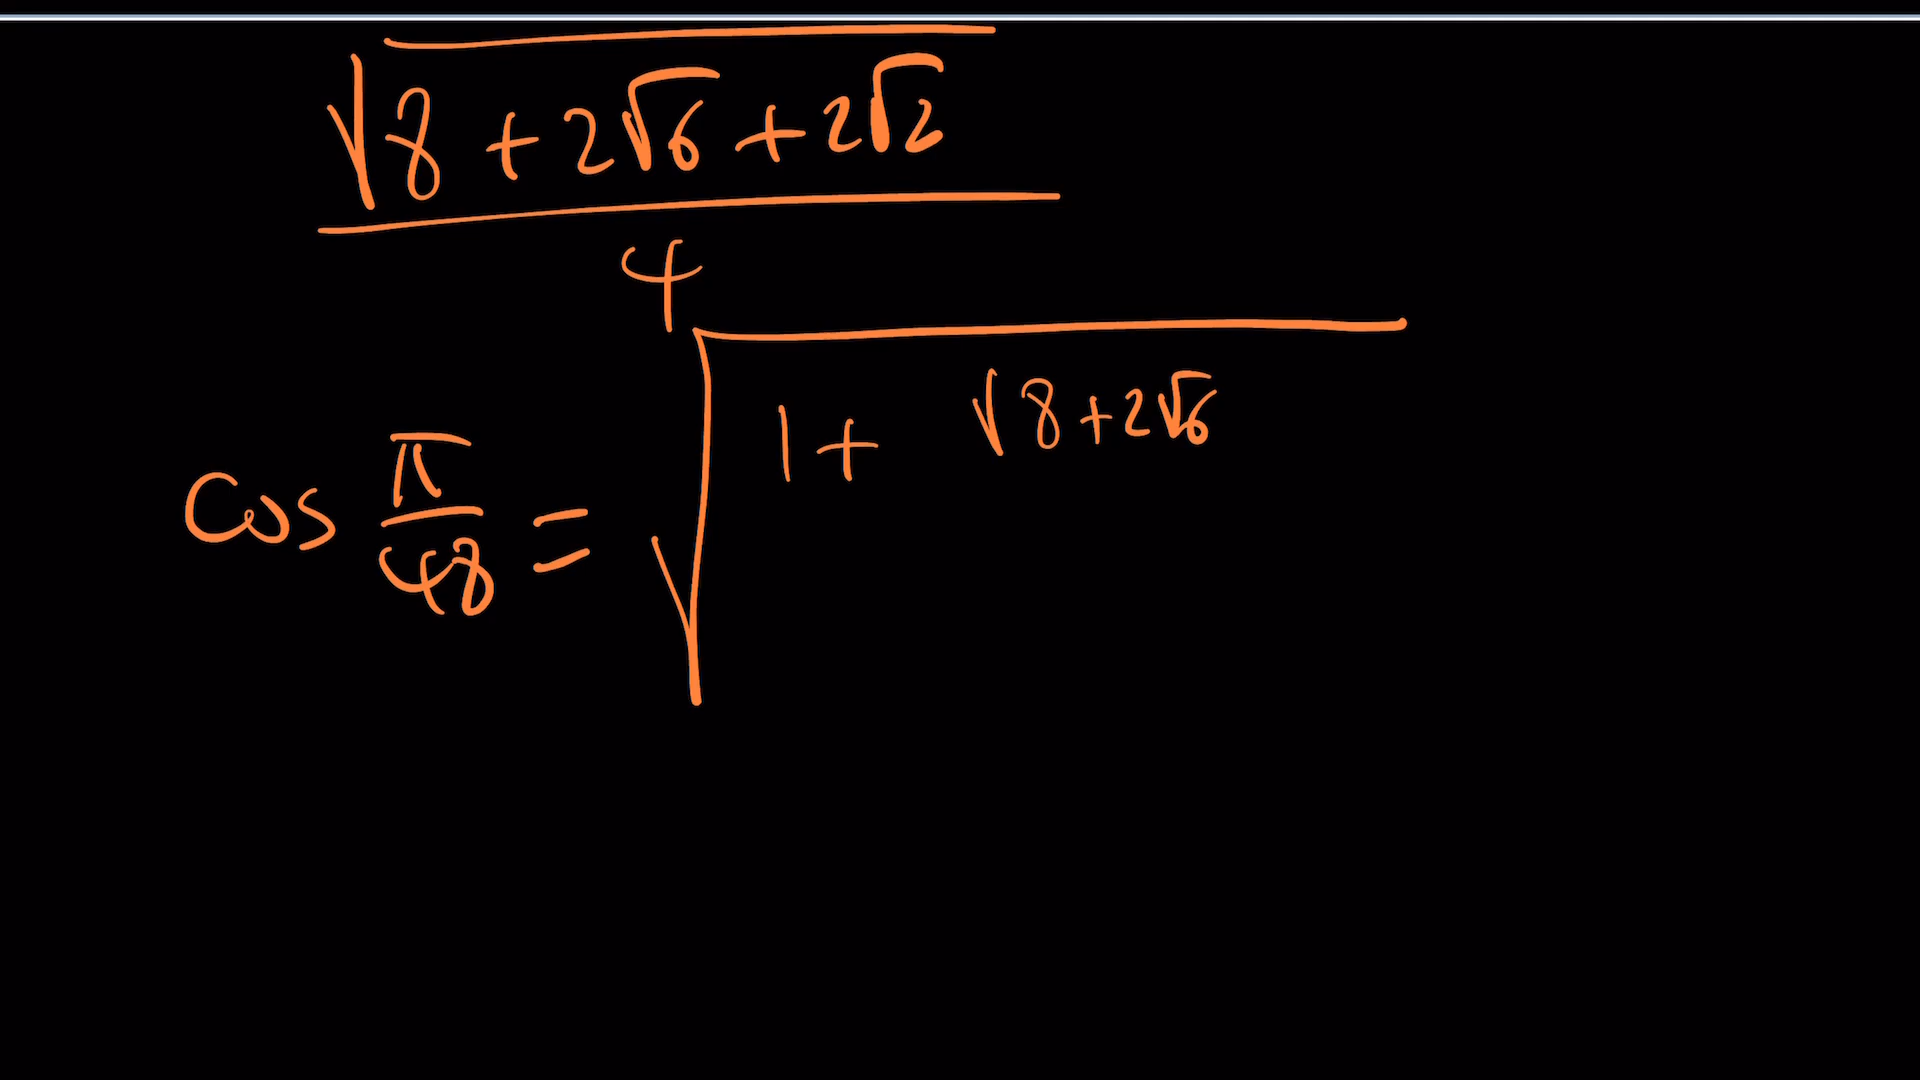 √8 + 2√6 + 2√2
4
cos π/48 = √1 + √8 + 2√6